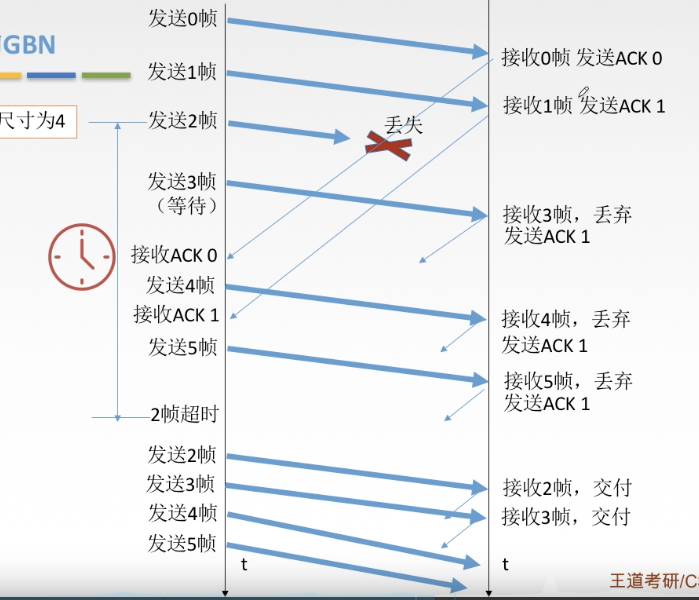 GBN
尺寸为4
发送0帧
发送1帧
发送2帧
发送3帧
（等待）
接收ACK 0
发送4帧
接收ACK 1
发送5帧
2帧超时
发送2帧
发送3帧
发送4帧
发送5帧
t
丢失
接收0帧 发送ACK 0
接收1帧 发送ACK 1
接收3帧，丢弃
发送ACK 1
接收4帧，丢弃
发送ACK 1
接收5帧，丢弃
发送ACK 1
接收2帧，交付
接收3帧，交付
t
王道考研/C